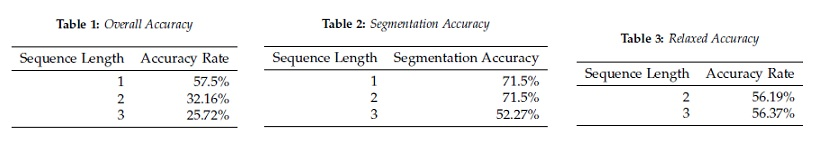 Table 1: Overall Accuracy
Sequence Length Accuracy Rate
1 57.5%
2 32.16%
3 25.72%
Table 2: Segmentation Accuracy
Sequence Length Segmentation Accuracy
1 71.5%
2 71.5%
3 52.27%
Table 3: Relaxed Accuracy
Sequence Length Accuracy Rate
2 56.19%
3 56.37%